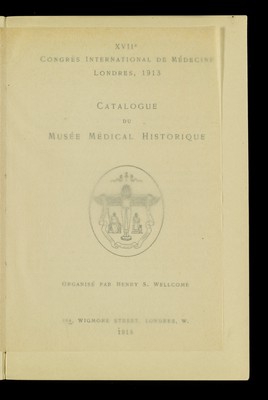 XVIIe
CONGRÈS INTERNATIONAL DE MÉDECINE
LONDRES, 1913
CATALOGUE
DU
MUSÉE MÉDICAL HISTORIQUE
ORGANISÉ PAR HENRY S. WELLCOME
WIGMORE STREET, LONDRES, W.
1913